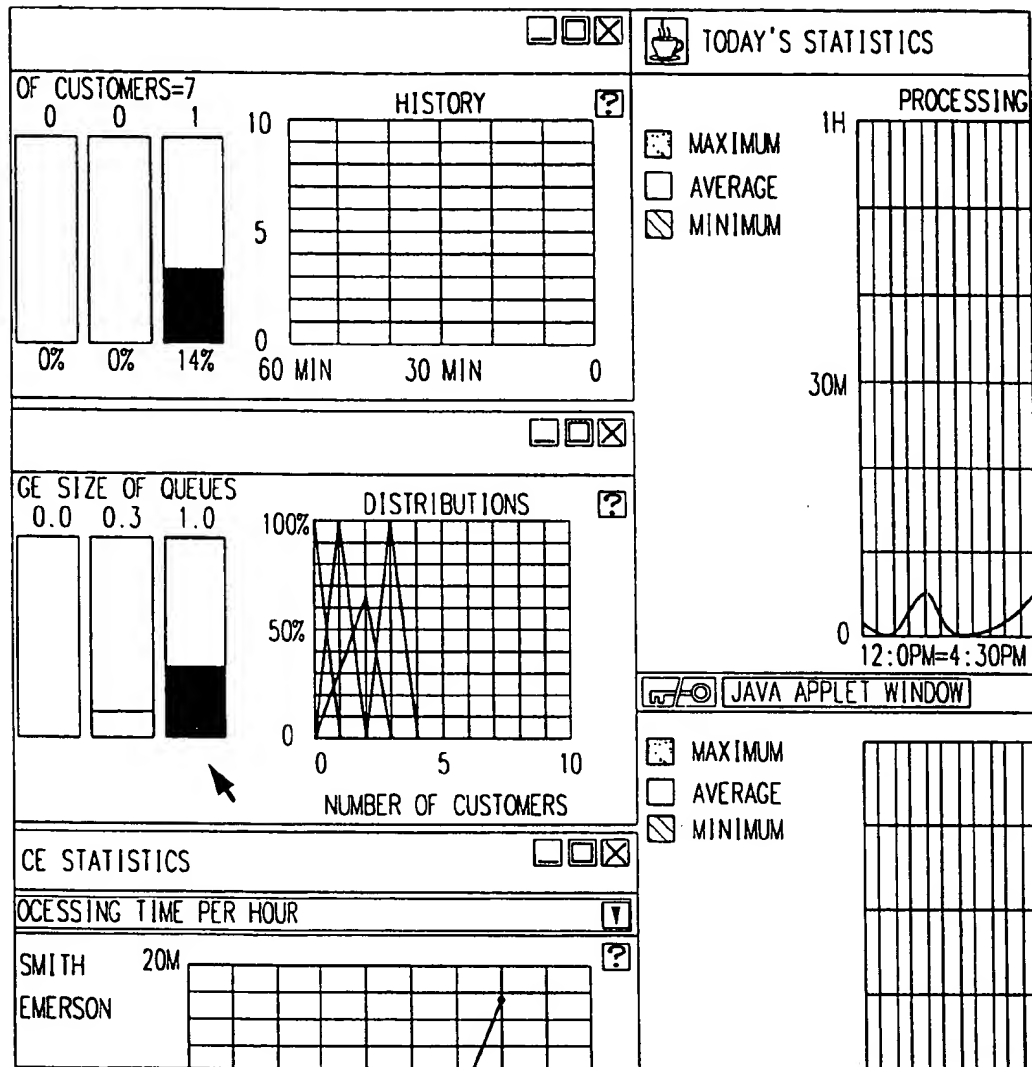 OF CUSTOMERS=7
0 0 1
0% 0% 14%
HISTORY
?
10
5
0
60 MIN 30 MIN 0
GE SIZE OF QUEUES
0.0 0.3 1.0
DISTRIBUTIONS
?
100%
50%
0
0 5 10
NUMBER OF CUSTOMERS
CE STATISTICS
OCESSING TIME PER HOUR
SMITH
EMERSON
20M
?
TODAY'S STATISTICS
PROCESSING
MAXIMUM
AVERAGE
MINIMUM
1H
30M
0
12:0PM=4:30PM
JAVA APPLET WINDOW
MAXIMUM
AVERAGE
MINIMUM